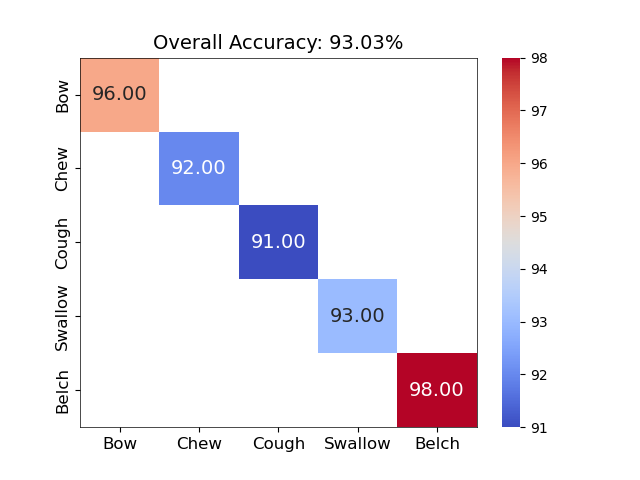 Overall Accuracy: 93.03%
Bow
96.00
Chew
92.00
Cough
91.00
Swallow
93.00
Belch
98.00
Bow Chew Cough Swallow Belch
98
97
96
95
94
93
92
91